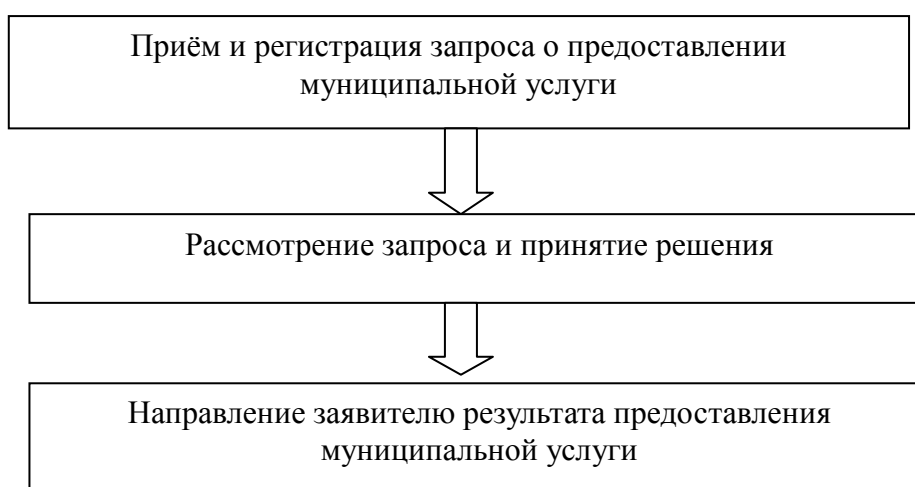 Приём и регистрация запроса о предоставлении
муниципальной услуги
Рассмотрение запроса и принятие решения
Направление заявителю результата предоставления
муниципальной услуги